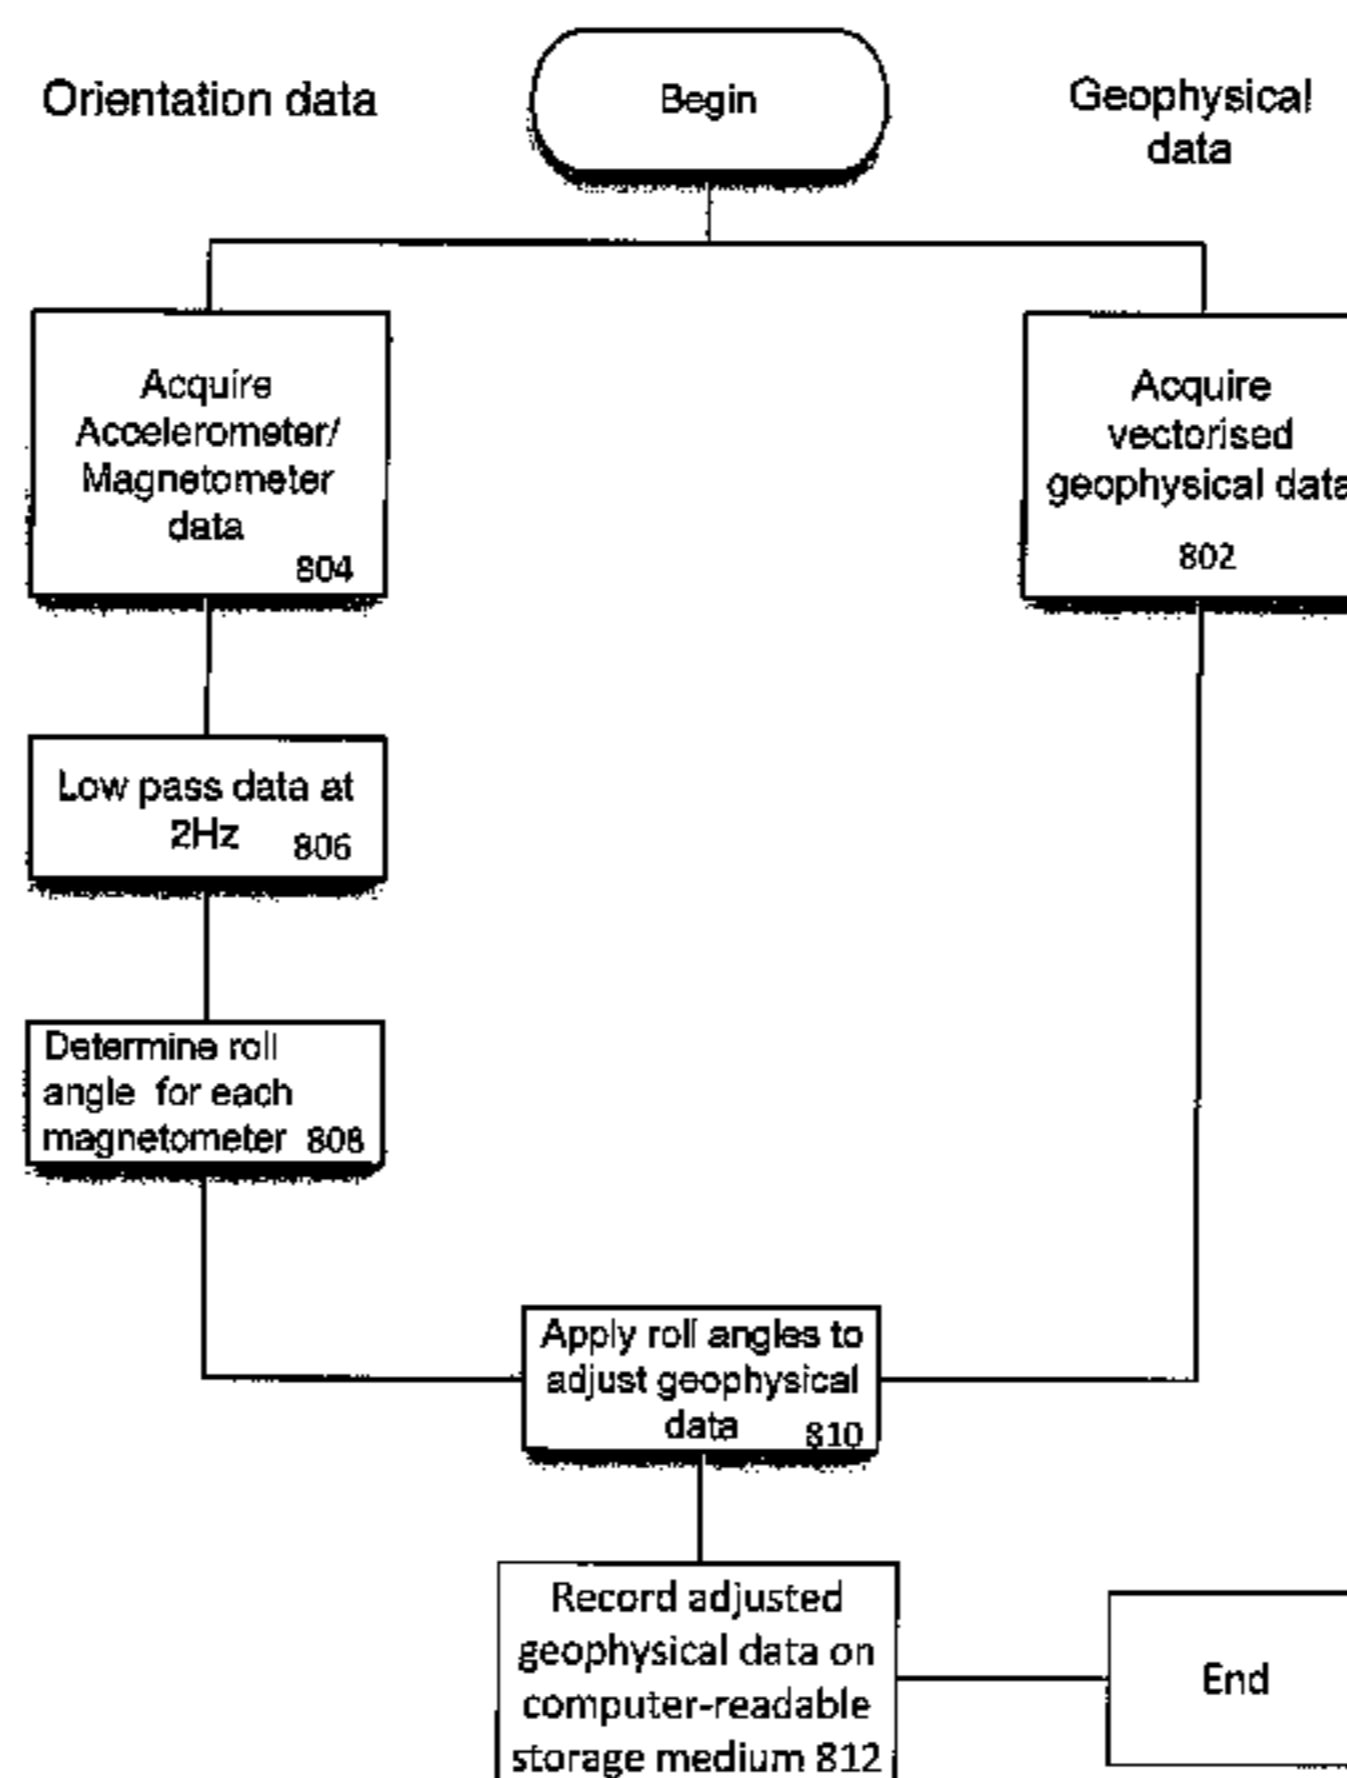 Orientation data
Begin
Geophysical
data
Acquire
Accelerometer/
Magnetometer
data
804
Acquire
vectorised
geophysical data
802
Low pass data at
2Hz 806
Determine roll
angle for each
magnetometer 808
Apply roll angles to
adjust geophysical
data 810
Record adjusted
geophysical data on
computer-readable
storage medium 812
End